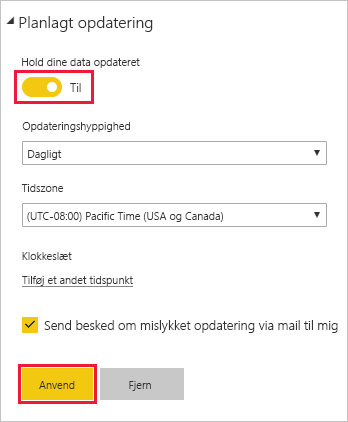 Planlagt opdatering
Hold dine data opdateret
Til
Opdateringshyppighed
Dagligt
Tidszone
(UTC-08:00) Pacific Time (USA og Canada)
Klokkeslæt
Tilføj et andet tidspunkt
Send besked om mislykket opdatering via mail til mig
Anvend Fjern